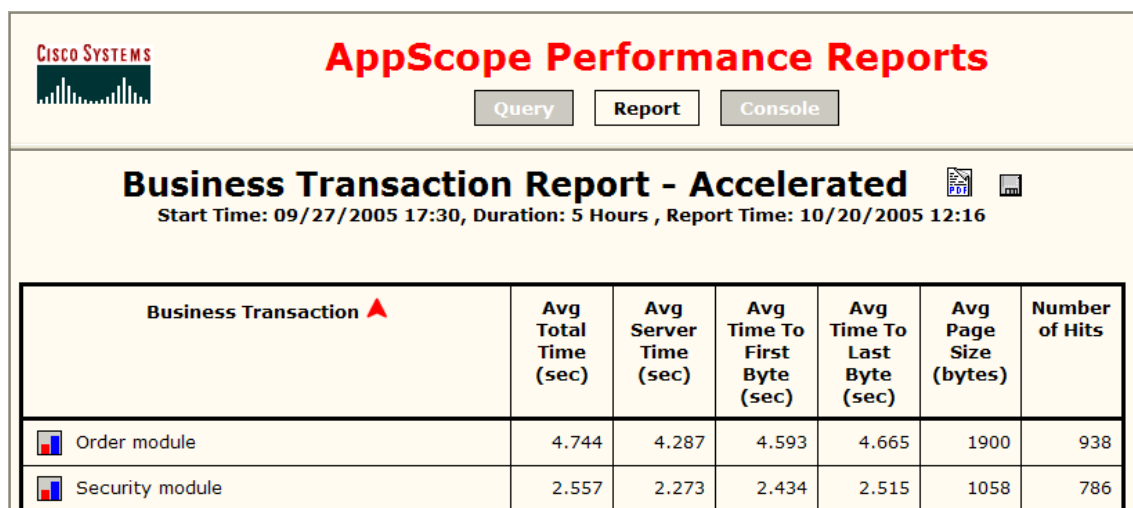 CISCO SYSTEMS
AppScope Performance Reports
Query
Report
Console
Business Transaction Report - Accelerated
PDF
Start Time: 09/27/2005 17:30, Duration: 5 Hours , Report Time: 10/20/2005 12:16
Business Transaction
Avg Total Time (sec)
Avg Server Time (sec)
Avg Time To First Byte (sec)
Avg Time To Last Byte (sec)
Avg Page Size (bytes)
Number of Hits
Order module 4.744 4.287 4.593 4.665 1900 938
Security module 2.557 2.273 2.434 2.515 1058 786